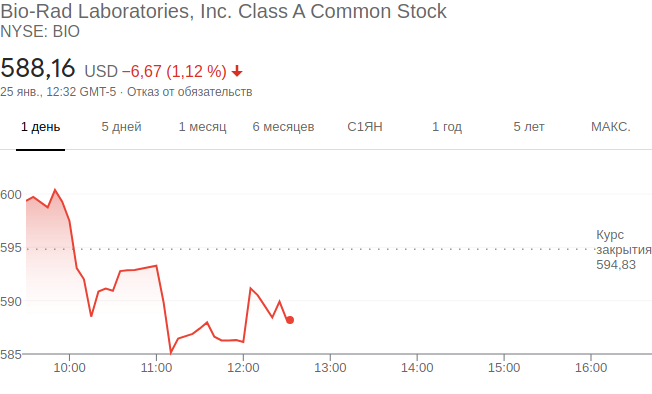 Bio-Rad Laboratories, Inc. Class A Common Stock
NYSE: BIO
588,16 USD −6,67 (1,12 %)
25 янв., 12:32 GMT-5 · Отказ от обязательств
1 день 5 дней 1 месяц 6 месяцев С1ЯН 1 год 5 лет МАКС.
600
595
590
585
Курс
закрытия
594,83
10:00 11:00 12:00 13:00 14:00 15:00 16:00